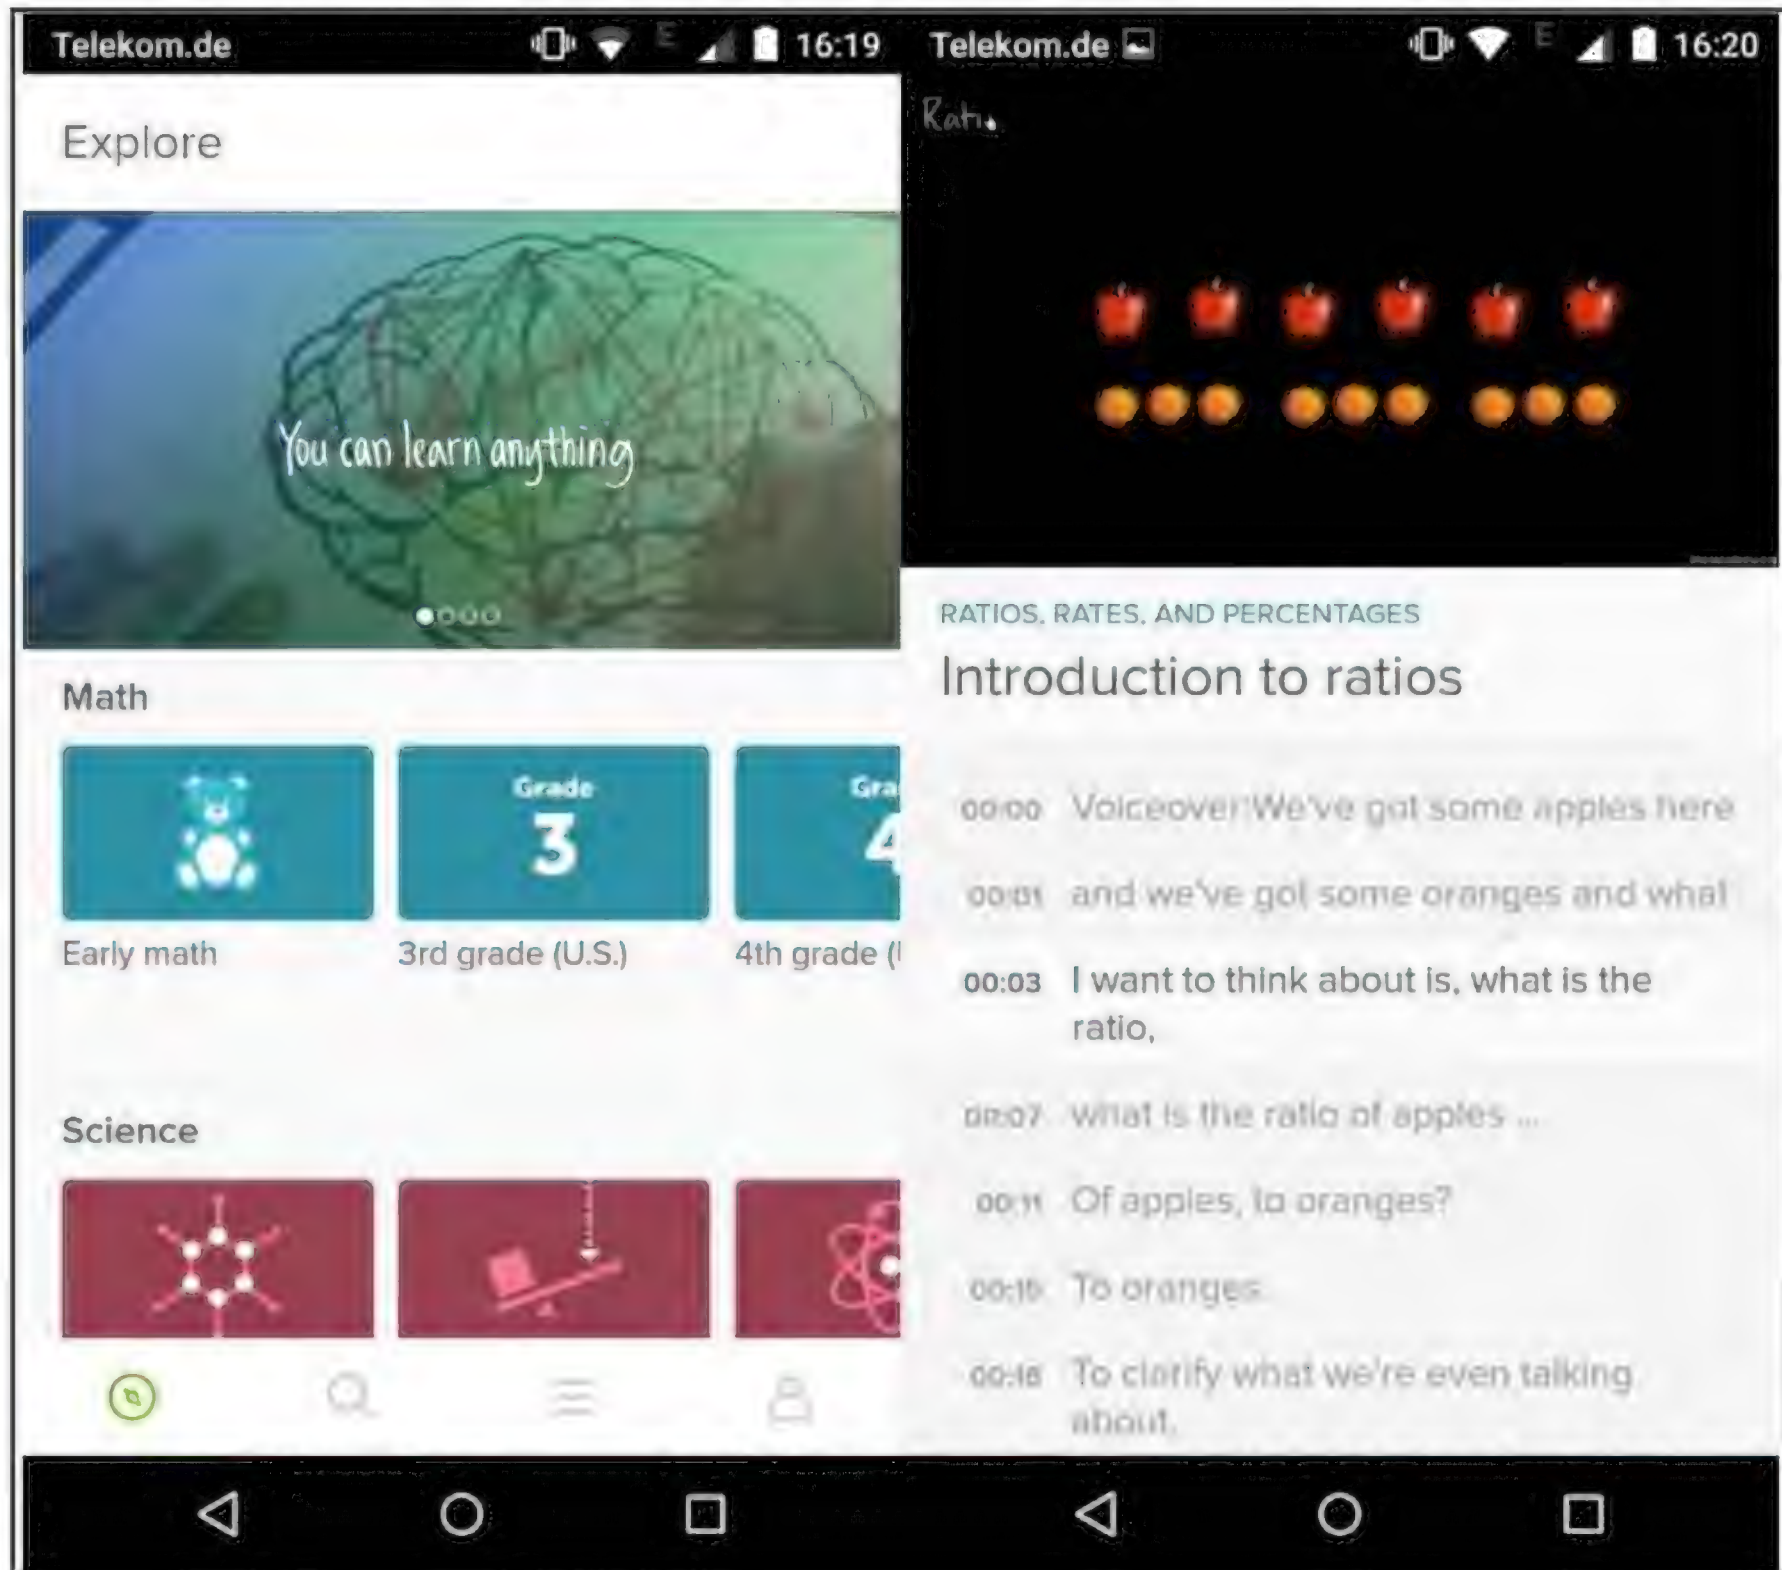 Telekom.de E 16:19
Explore
You can learn anything
Math
Grade
3
Gra
4
Early math
3rd grade (U.S.)
4th grade (
Science
Telekom.de E 16:20
Rati
RATIOS, RATES, AND PERCENTAGES
Introduction to ratios
00:00 Voiceover:We've got some apples here
00:01 and we've got some oranges and what
00:03 I want to think about is, what is the
ratio,
00:07 what is the ratio of apples ...
00:11 Of apples, to oranges?
To oranges.
00:18 To clarify what we're even talking
about,